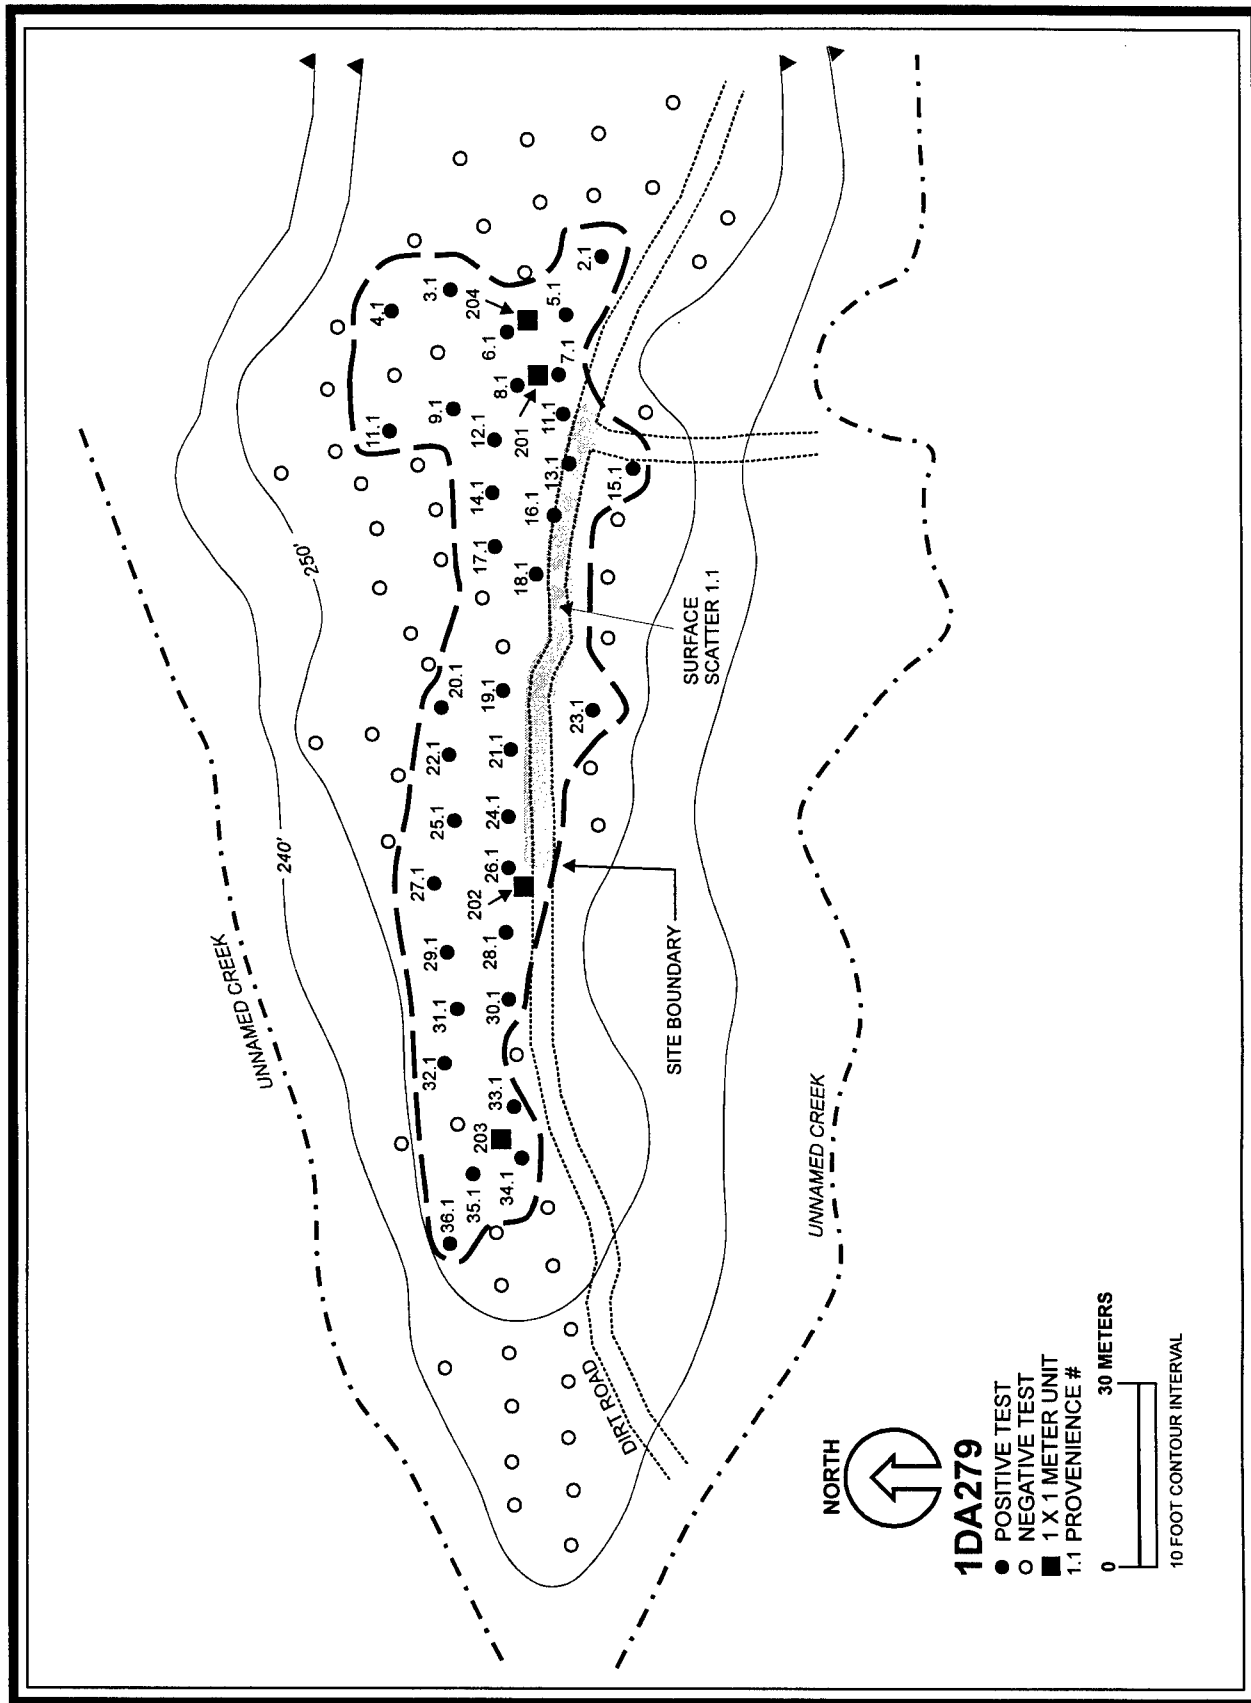 UNNAMED CREEK
240'
250'
4.1
3.1
204
6.1
5.1
2.1
11.1
9.1
8.1
7.1
12.1
201
11.1
14.1
13.1
15.1
17.1
16.1
18.1
20.1
19.1
SURFACE
SCATTER 1.1
22.1
21.1
23.1
25.1
24.1
27.1
26.1
202
29.1
28.1
31.1
30.1
32.1
33.1
203
35.1
34.1
36.1
SITE BOUNDARY
UNNAMED CREEK
DIRT ROAD
NORTH
1DA279
POSITIVE TEST
NEGATIVE TEST
1 X 1 METER UNIT
1.1 PROVENIENCE #
0 30 METERS
10 FOOT CONTOUR INTERVAL